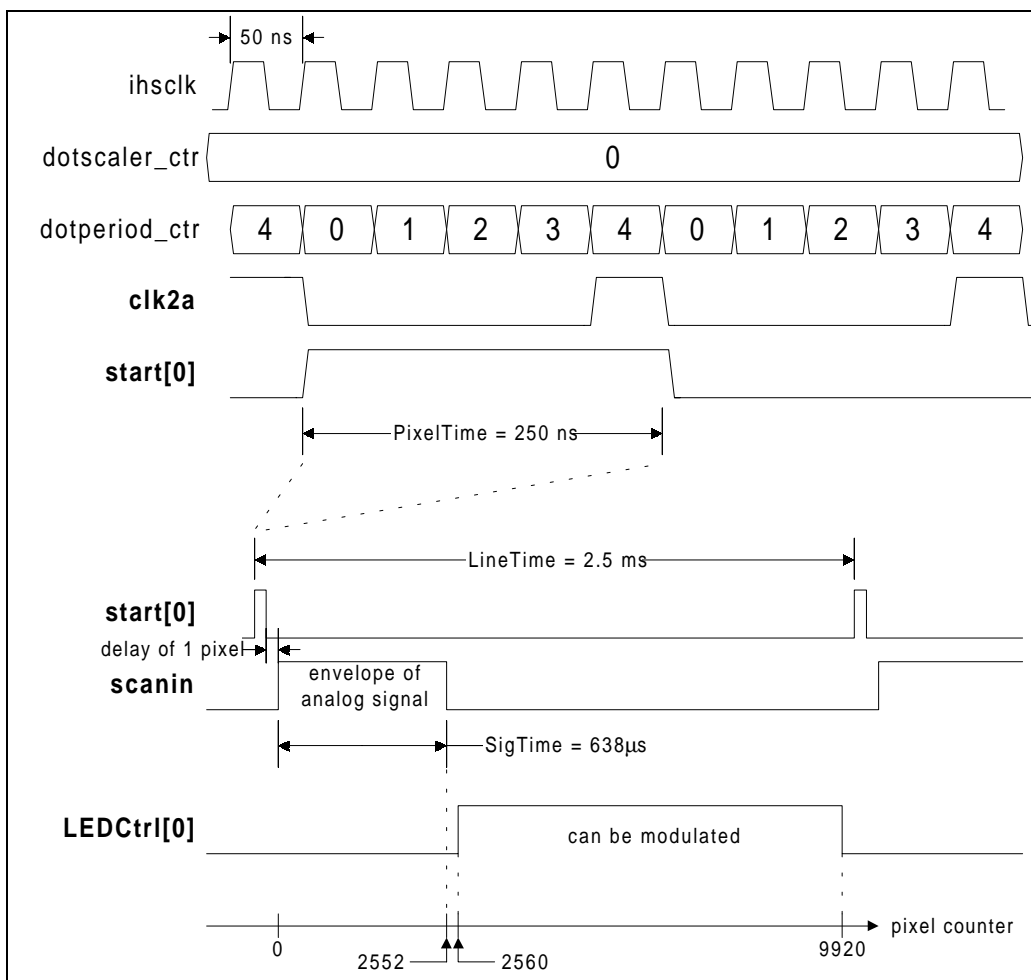 50 ns
ihsclk
dotscaler_ctr
0
dotperiod_ctr
4 0 1 2 3 4 0 1 2 3 4
clk2a
start[0]
PixelTime = 250 ns
LineTime = 2.5 ms
start[0]
delay of 1 pixel
scanin
envelope of
analog signal
SigTime = 638µs
LEDCtrl[0]
can be modulated
pixel counter
0
9920
2552
2560